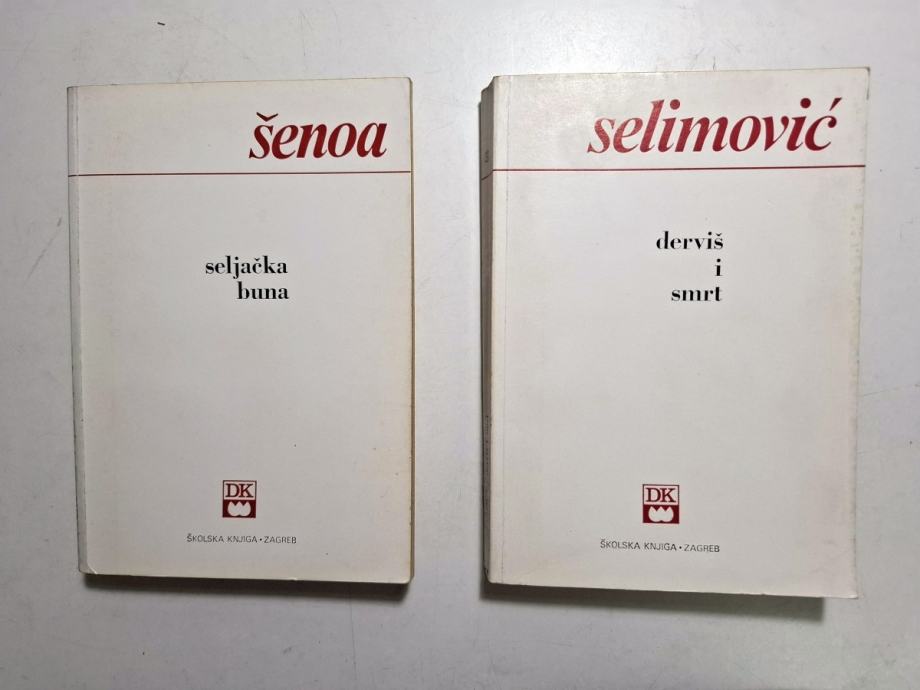 šenoa
seljačka
buna
DK
ŠKOLSKA KNJIGA • ZAGREB
selimović
derviš
i
smrt
DK
ŠKOLSKA KNJIGA • ZAGREB